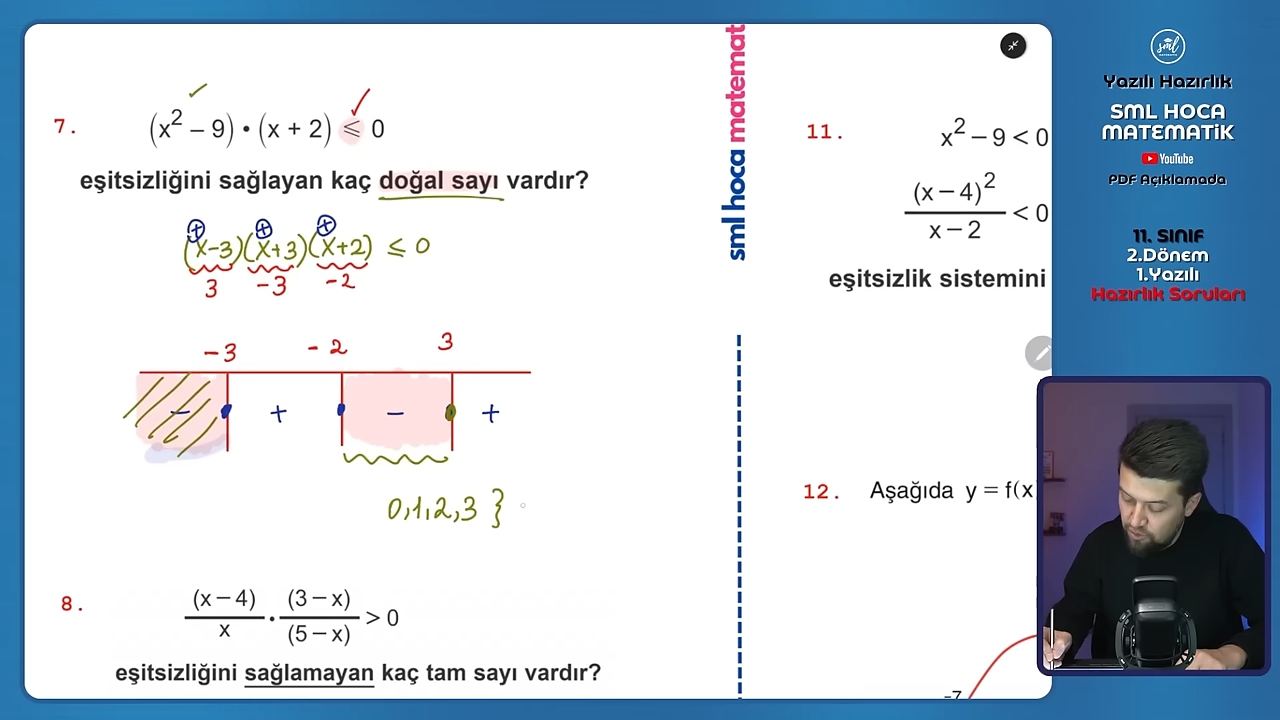 7.
(x² – 9) • (x + 2) ⩽ 0
eşitsizliğini sağlayan kaç doğal sayı vardır?
(x-3)(x+3)(x+2) ≤ 0
+ + +
3 -3 -2
-3 -2 3
- + - +
0,1,2,3 }
8.
(x – 4)/x · (3 – x)/(5 – x) > 0
eşitsizliğini sağlamayan kaç tam sayı vardır?
sml hoca matemat
11.
x² – 9 < 0
(x – 4)²/x – 2 < 0
eşitsizlik sistemini
12.
Aşağıda y = f(x
–7
sml
Yazılı Hazırlık
SML HOCA
MATEMATİK
YouTube
PDF Açıklamada
11. SINIF
2.Dönem
1.Yazılı
Hazırlık Soruları